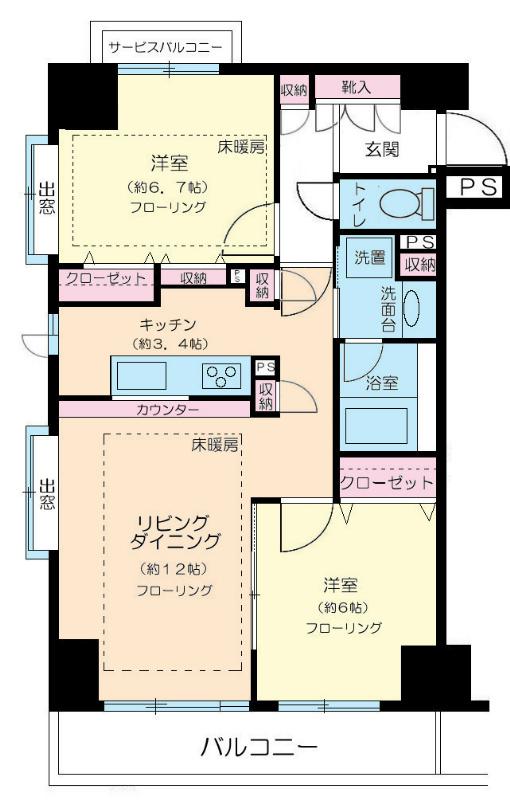 サービスバルコニー
収納
靴入
床暖房
洋室
(約6.7帖)
フローリング
玄関
出窓
トイレ
PS
PS
収納
洗置
クローゼット
収納
PS
収納
洗面台
キッチン
(約3.4帖)
PS
収納
浴室
カウンター
床暖房
出窓
クローゼット
リビング
ダイニング
(約12帖)
フローリング
洋室
(約6帖)
フローリング
バルコニー